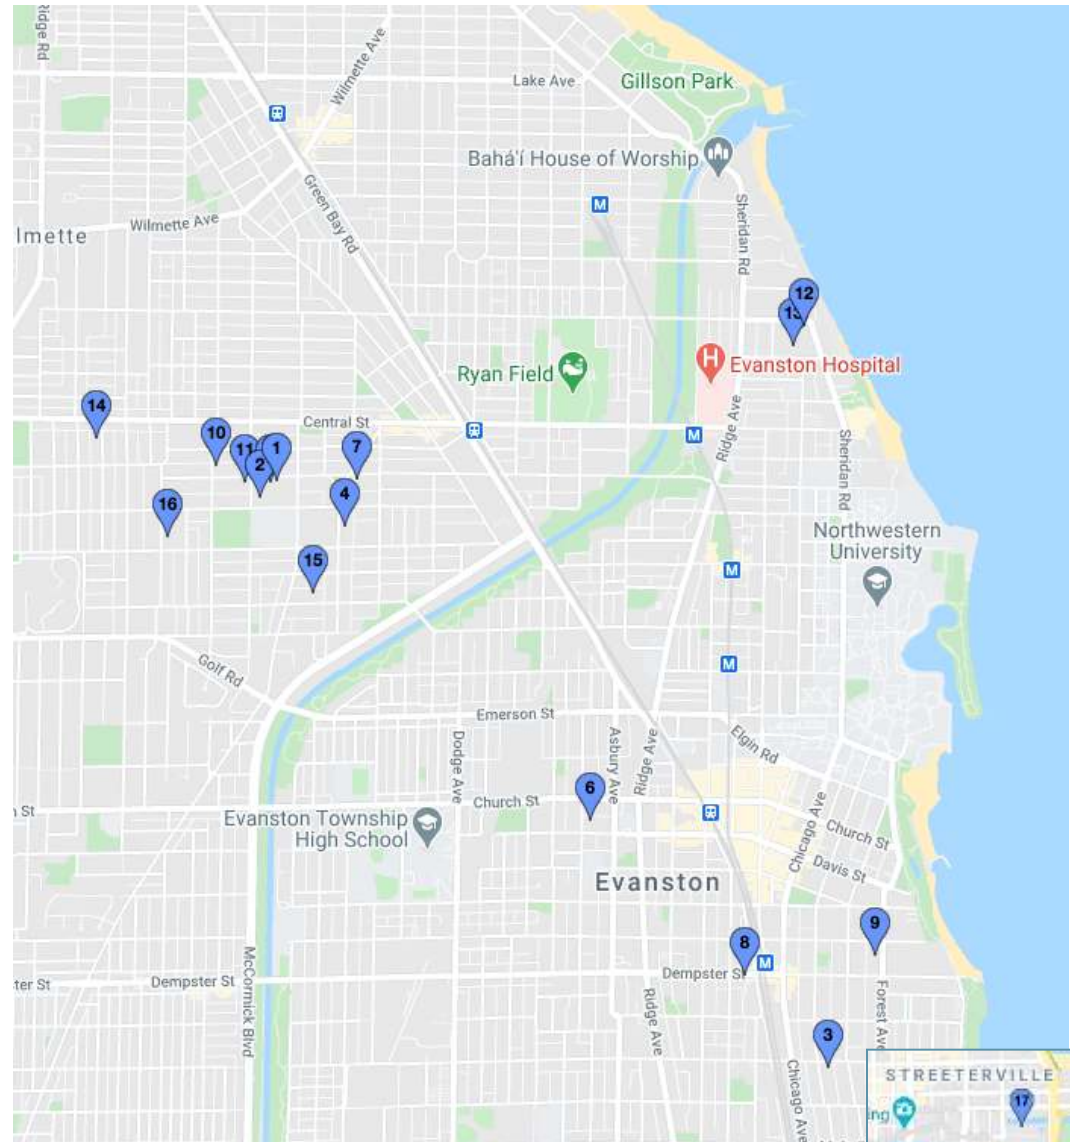 Ridge Rd
Wilmette Ave
Lake Ave
Gillson Park
Bahá'í House of Worship
M
Green Bay Rd
Wilmette Ave
lmette
Sheridan Rd
12
13
Ryan Field
H
Evanston Hospital
14
Central St
10
11
1
2
7
M
Ridge Ave
Sheridan Rd
4
16
Northwestern
University
15
M
M
Golf Rd
Emerson St
Dodge Ave
Asbury Ave
Ridge Ave
Elgin Rd
6
Church St
St
Evanston Township
High School
Chicago Ave
Church St
Davis St
Evanston
9
8
M
McCormick Blvd
ter St
Dempster St
Dempster St
Ridge Ave
Forest Ave
3
Chicago Ave
STREETERVILLE
17
ing